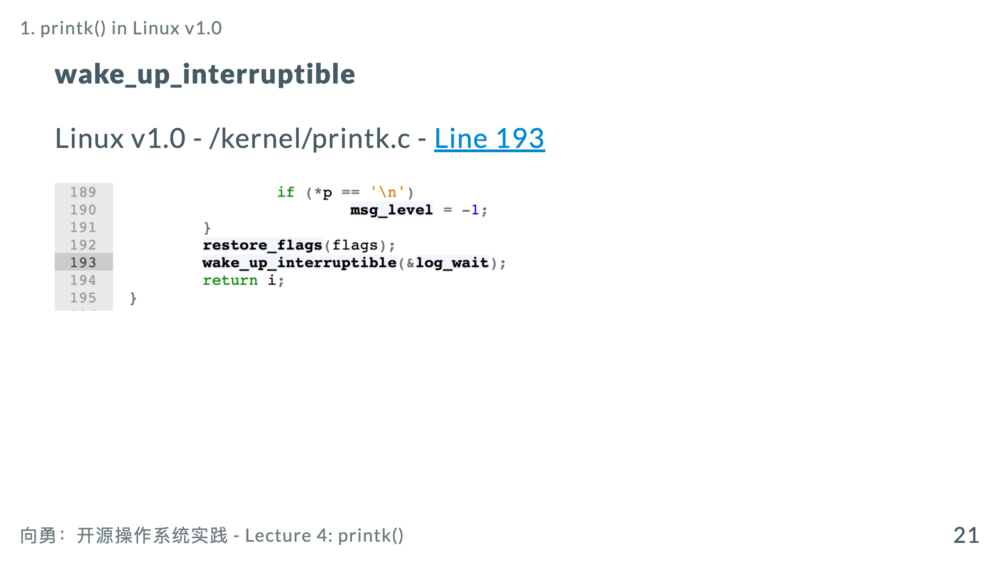 1. printk() in Linux v1.0
wake_up_interruptible
Linux v1.0 - /kernel/printk.c - Line 193
189 if (*p == '\n')
190 msg_level = -1;
191 }
192 restore_flags(flags);
193 wake_up_interruptible(&log_wait);
194 return i;
195 }
向勇：开源操作系统实践 - Lecture 4: printk()
21